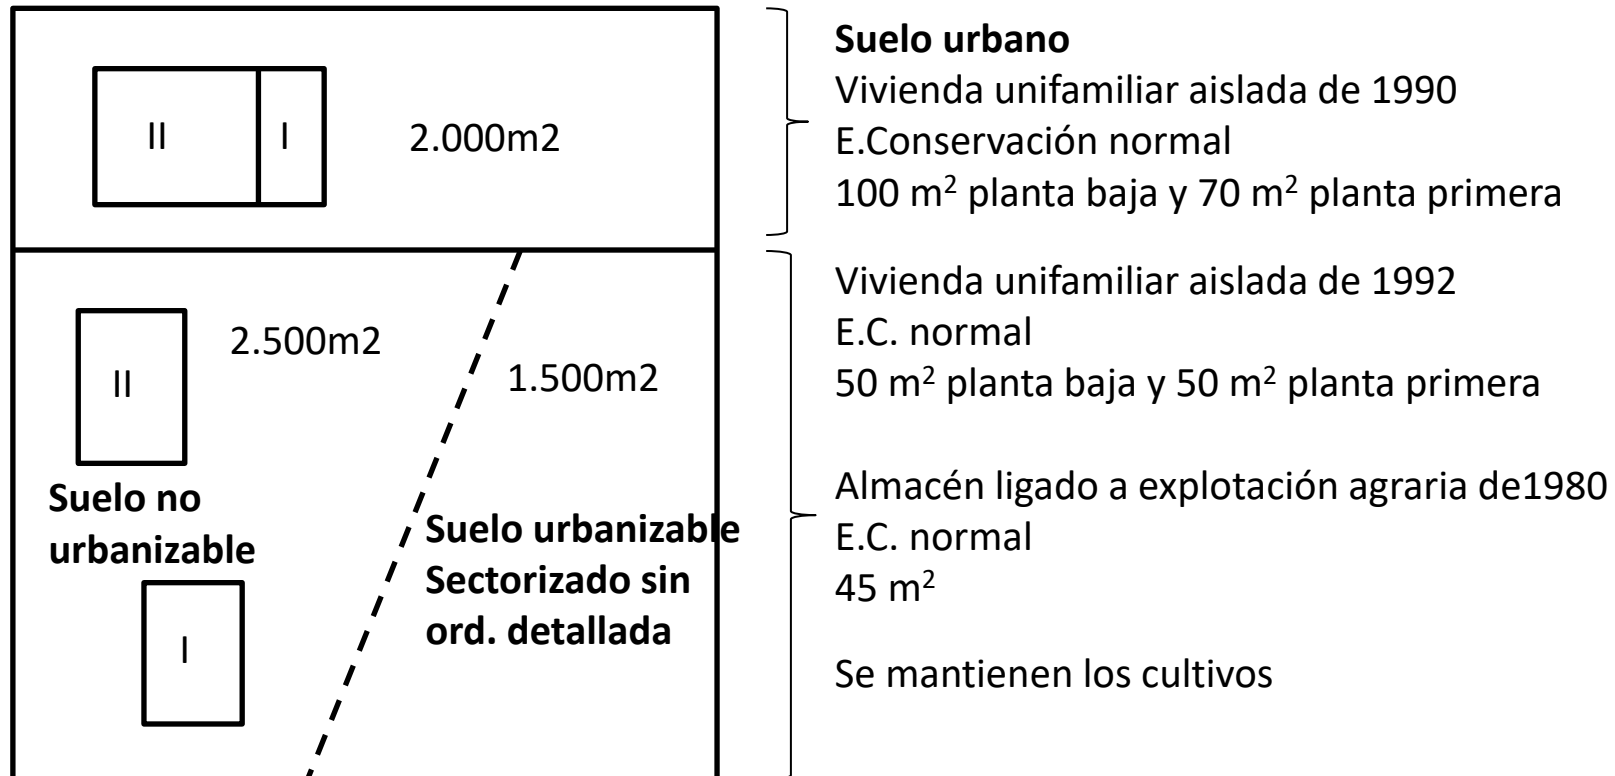 II
I
2.000m2
2.500m2
1.500m2
II
Suelo no
urbanizable
Suelo urbanizable
Sectorizado sin
ord. detallada
I
Suelo urbano
Vivienda unifamiliar aislada de 1990
E.Conservación normal
100 m² planta baja y 70 m² planta primera
Vivienda unifamiliar aislada de 1992
E.C. normal
50 m² planta baja y 50 m² planta primera
Almacén ligado a explotación agraria de1980
E.C. normal
45 m²
Se mantienen los cultivos